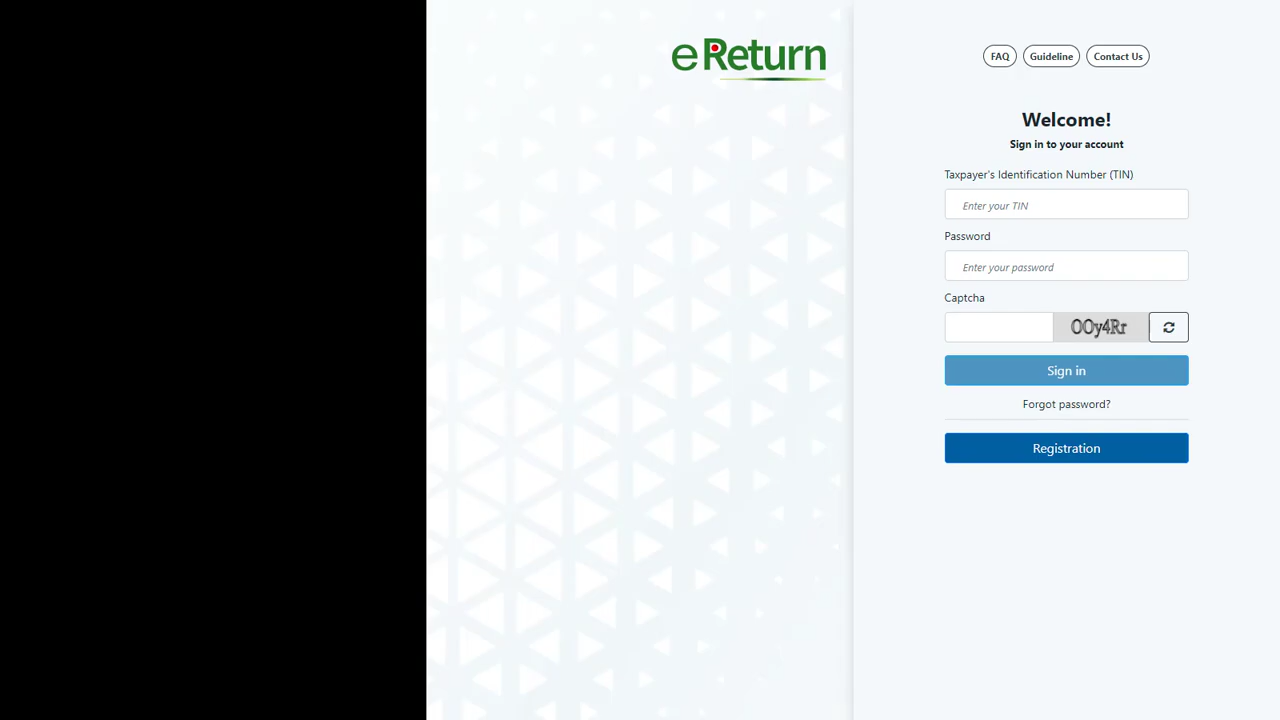 eReturn
FAQ Guideline Contact Us
Welcome!
Sign in to your account
Taxpayer's Identification Number (TIN)
Enter your TIN
Password
Enter your password
Captcha
OOy4Rr
Sign in
Forgot password?
Registration